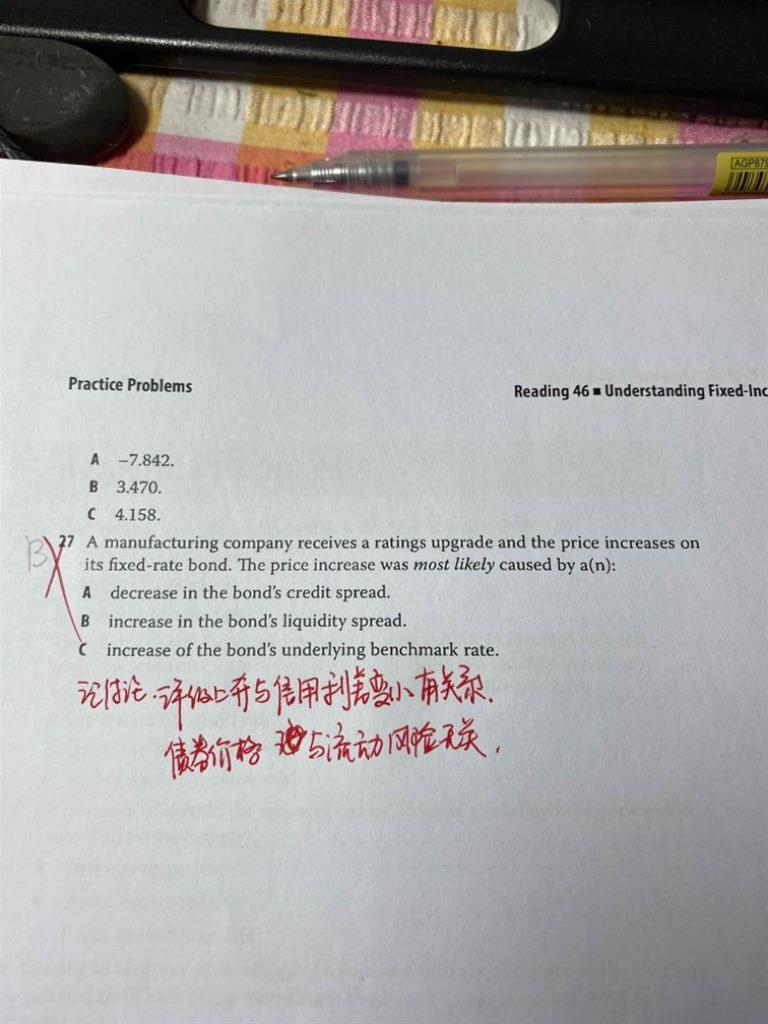 AGP879
Practice Problems
Reading 46 ■ Understanding Fixed-Inc
A −7.842.
B 3.470.
C 4.158.
B 27 A manufacturing company receives a ratings upgrade and the price increases on
its fixed-rate bond. The price increase was most likely caused by a(n):
A decrease in the bond's credit spread.
B increase in the bond's liquidity spread.
C increase of the bond's underlying benchmark rate.
记结论.评级上升与信用利差变小有关系.
债券价格 与流动风险无关.